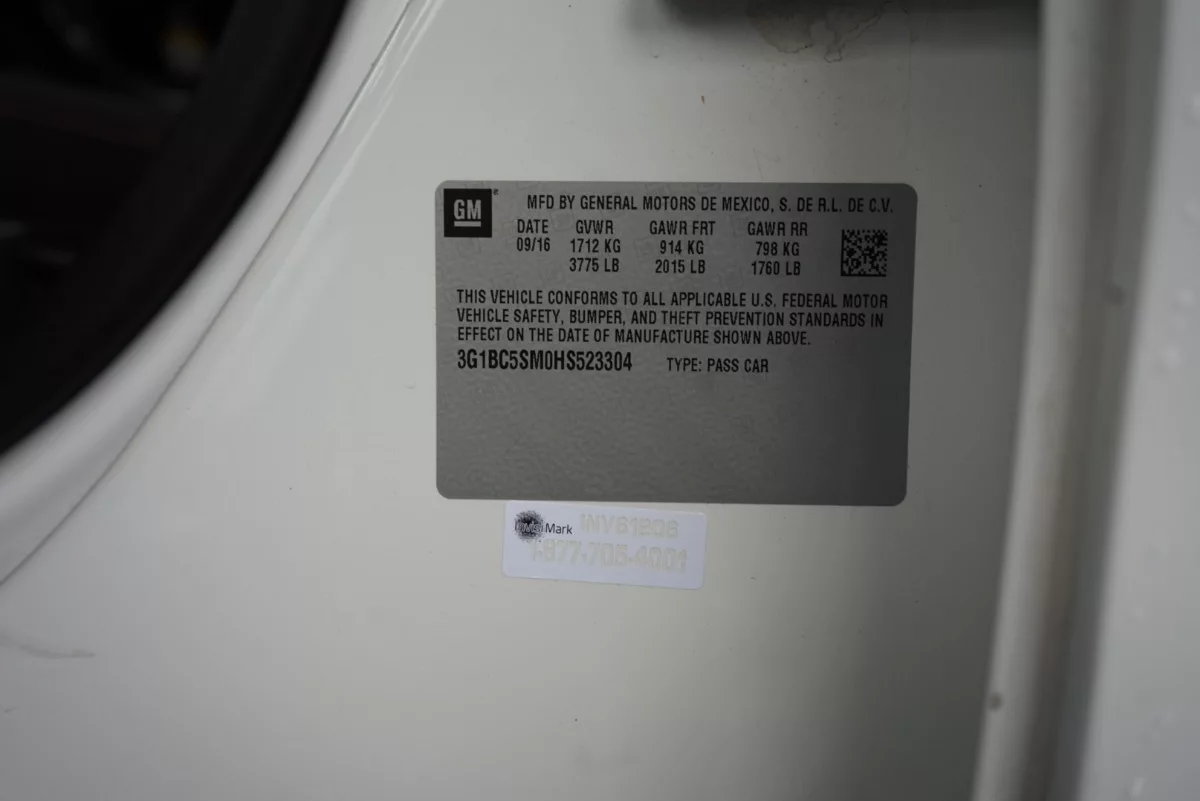 GM
MFD BY GENERAL MOTORS DE MEXICO, S. DE R.L. DE C.V.
DATE GVWR GAWR FRT GAWR RR
09/16 1712 KG 914 KG 798 KG
3775 LB 2015 LB 1760 LB
THIS VEHICLE CONFORMS TO ALL APPLICABLE U.S. FEDERAL MOTOR
VEHICLE SAFETY, BUMPER, AND THEFT PREVENTION STANDARDS IN
EFFECT ON THE DATE OF MANUFACTURE SHOWN ABOVE.
3G1BC5SM0HS523304 TYPE: PASS CAR
Mark
1-877-705-4001